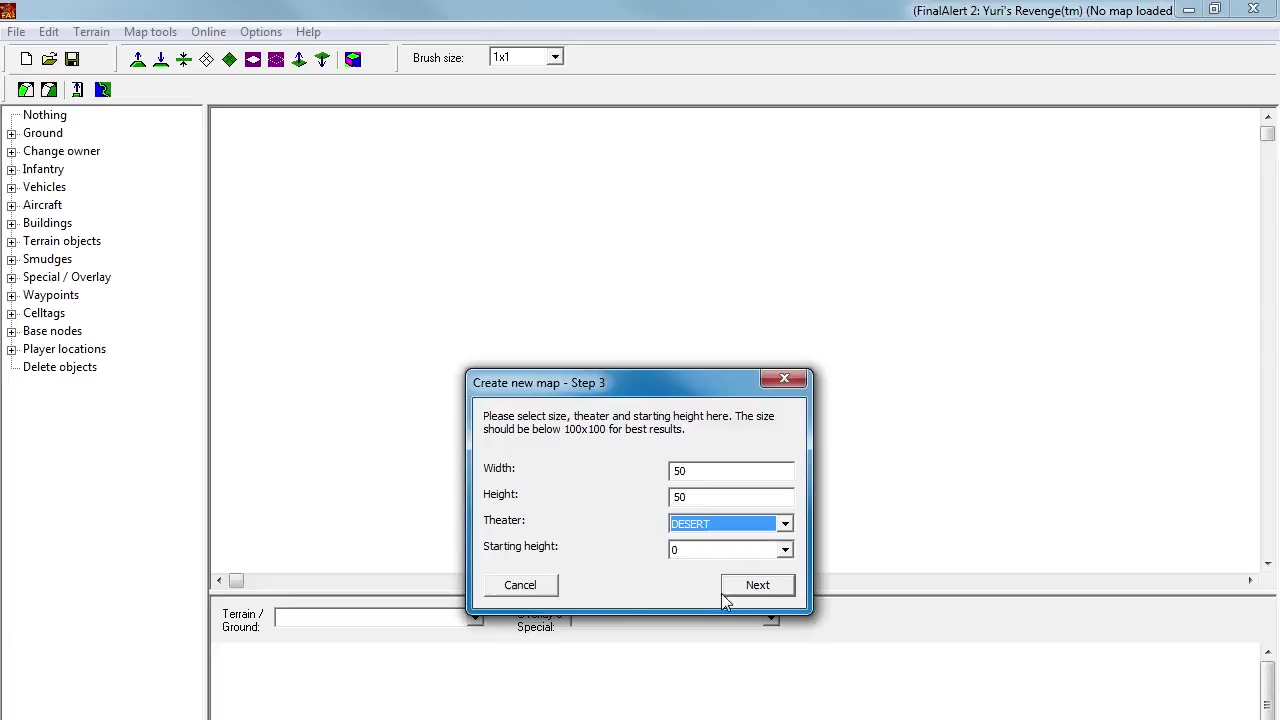 (FinalAlert 2: Yuri's Revenge(tm) (No map loaded
File Edit Terrain Map tools Online Options Help
Brush size: 1x1
Nothing
Ground
Change owner
Infantry
Vehicles
Aircraft
Buildings
Terrain objects
Smudges
Special / Overlay
Waypoints
Celltags
Base nodes
Player locations
Delete objects
Create new map - Step 3
Please select size, theater and starting height here. The size
should be below 100x100 for best results.
Width: 50
Height: 50
Theater: DESERT
Starting height: 0
Cancel Next
Terrain /
Ground:
Special: